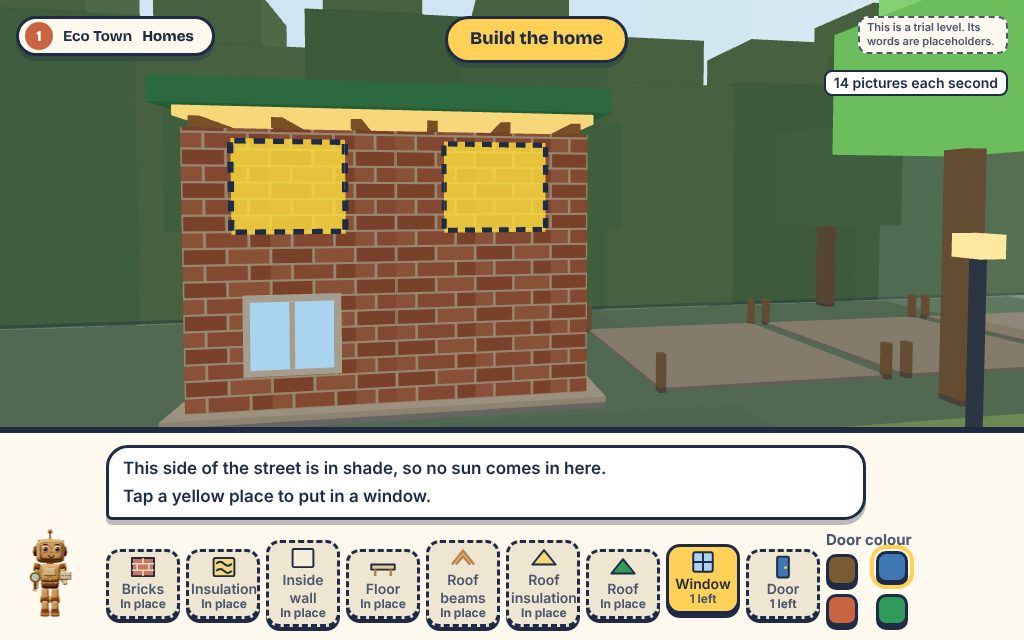 1 Eco Town Homes
Build the home
This is a trial level. Its
words are placeholders.
14 pictures each second
This side of the street is in shade, so no sun comes in here.
Tap a yellow place to put in a window.
Bricks
In place
Insulation
In place
Inside
wall
In place
Floor
In place
Roof
beams
In place
Roof
insulation
In place
Roof
In place
Window
1 left
Door
1 left
Door colour